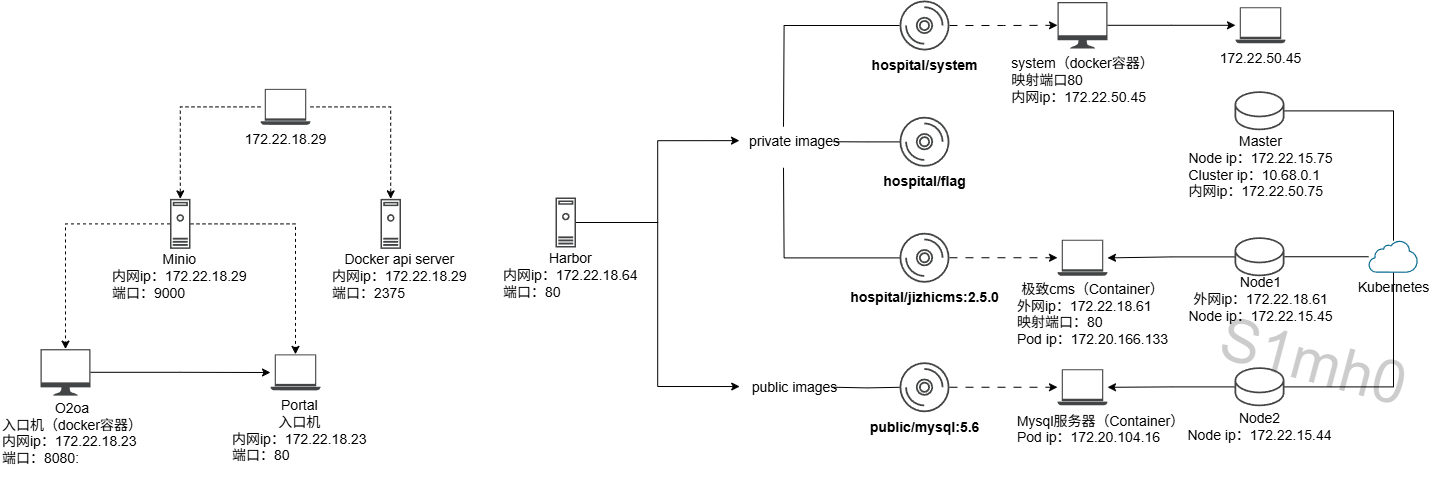 172.22.18.29
Minio
内网ip：172.22.18.29
端口：9000
Docker api server
内网ip：172.22.18.29
端口：2375
O2oa
入口机（docker容器）
内网ip：172.22.18.23
端口：8080:
Portal
入口机
内网ip：172.22.18.23
端口：80
Harbor
内网ip：172.22.18.64
端口：80
private images
public images
hospital/system
hospital/flag
hospital/jizhicms:2.5.0
public/mysql:5.6
system（docker容器）
映射端口80
内网ip：172.22.50.45
172.22.50.45
Master
Node ip：172.22.15.75
Cluster ip：10.68.0.1
内网ip：172.22.50.75
极致cms（Container）
外网ip：172.22.18.61
映射端口：80
Pod ip：172.20.166.133
Node1
外网ip：172.22.18.61
Node ip：172.22.15.45
Kubernetes
Mysql服务器（Container）
Pod ip：172.20.104.16
Node2
Node ip：172.22.15.44
S1mh0